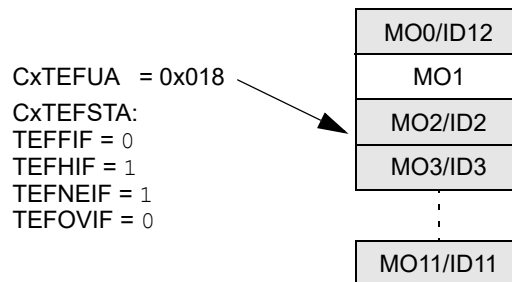 MO0/ID12
CxTEFUA = 0x018
MO1
CxTEFSTA:
MO2/ID2
TEFFIF = 0
TEFHIF = 1
MO3/ID3
TEFNEIF = 1
TEFOVIF = 0
MO11/ID11